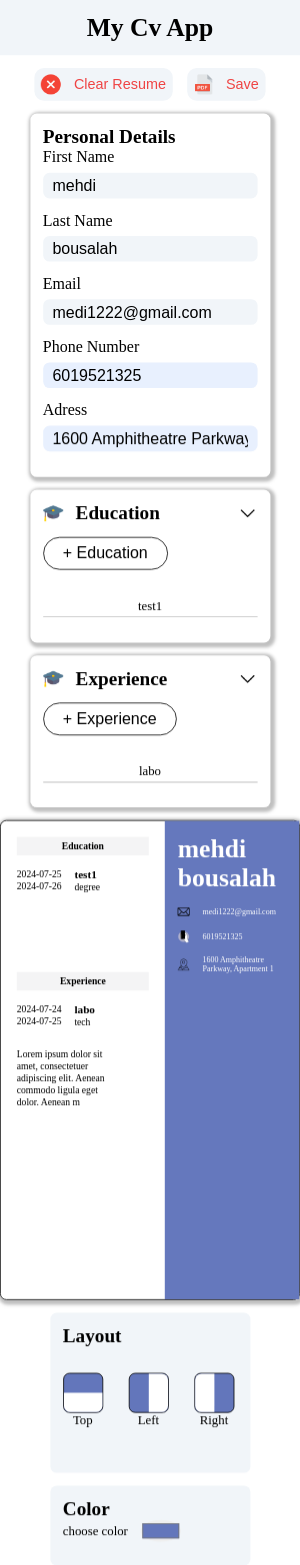 My Cv App
Clear Resume
Save
Personal Details
First Name
mehdi
Last Name
bousalah
Email
medi1222@gmail.com
Phone Number
6019521325
Adress
1600 Amphitheatre Parkway
Education
+ Education
test1
Experience
+ Experience
labo
Education
2024-07-25 test1
2024-07-26 degree
Experience
2024-07-24 labo
2024-07-25 tech
Lorem ipsum dolor sit
amet, consectetuer
adipiscing elit. Aenean
commodo ligula eget
dolor. Aenean m
mehdi
bousalah
medi1222@gmail.com
6019521325
1600 Amphitheatre
Parkway, Apartment 1
Layout
Top Left Right
Color
choose color